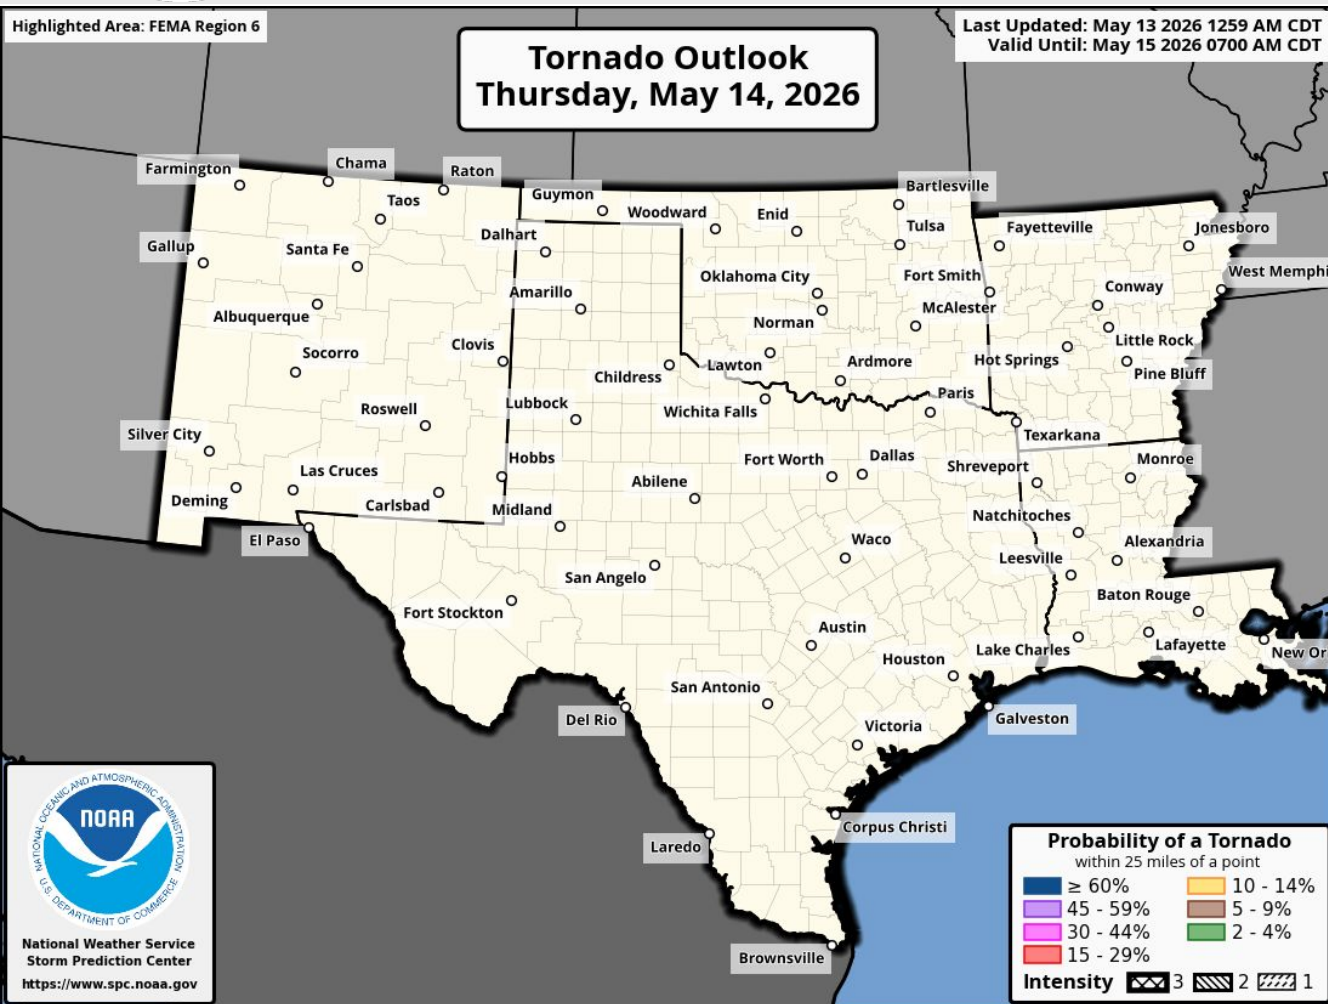 Highlighted Area: FEMA Region 6
Last Updated: May 13 2026 1259 AM CDT
Valid Until: May 15 2026 0700 AM CDT
Tornado Outlook
Thursday, May 14, 2026
Farmington
Chama
Raton
Taos
Guymon
Woodward
Enid
Bartlesville
Tulsa
Fayetteville
Jonesboro
Gallup
Santa Fe
Dalhart
Oklahoma City
Fort Smith
West Memphi
Albuquerque
Amarillo
Norman
McAlester
Conway
Little Rock
Socorro
Clovis
Childress
Lawton
Ardmore
Hot Springs
Pine Bluff
Roswell
Lubbock
Wichita Falls
Paris
Texarkana
Silver City
Las Cruces
Hobbs
Abilene
Fort Worth
Dallas
Shreveport
Monroe
Deming
Carlsbad
Midland
Natchitoches
El Paso
San Angelo
Waco
Leesville
Alexandria
Fort Stockton
Austin
Baton Rouge
Houston
Lake Charles
Lafayette
New Or
Del Rio
San Antonio
Victoria
Galveston
Laredo
Corpus Christi
Brownsville
NATIONAL OCEANIC AND ATMOSPHERIC ADMINISTRATION
NOAA
U.S. DEPARTMENT OF COMMERCE
National Weather Service
Storm Prediction Center
https://www.spc.noaa.gov
Probability of a Tornado
within 25 miles of a point
≥ 60% 10 - 14%
45 - 59% 5 - 9%
30 - 44% 2 - 4%
15 - 29%
Intensity 3 2 1